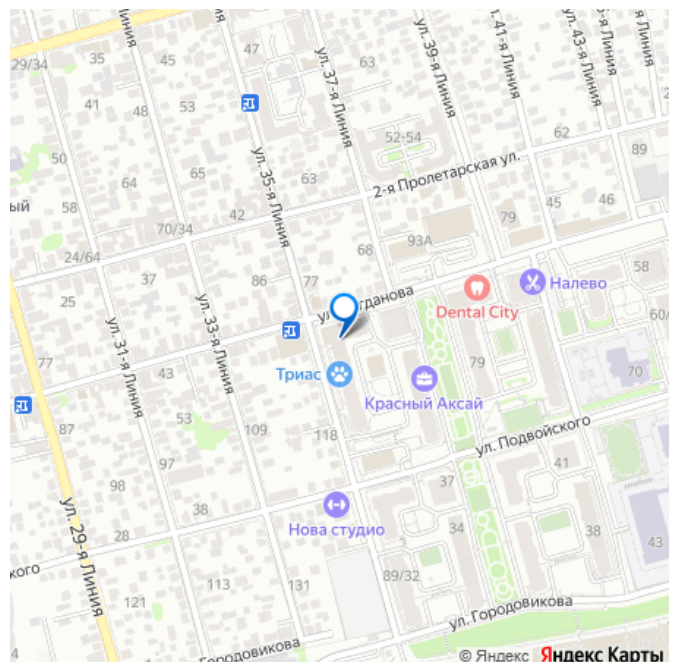 29/34
35
45
47
ул. 37-я Линия
63
ул. 39-я Линия
ул. 41-я Линия
ул. 43-я Линия
41
48
53
52-54
62
89
50
65
ул. 35-я Линия
63
2-я Пролетарская ул.
ый
58
64
70/34
42
79
45
46
24/64
68
93А
25
37
86
77
58
Налево
Dental City
ул. 31-я Линия
ул. 33-я Линия
60/
77
43
Триас
Красный Аксай
79
70
87
53
109
118
ул. Подвойского
97
98
41
37
ул. 29-я Линия
38
Нова студио
34
3
38
43
4
28
кого
113
131
89/32
121
ул. Городовикова
Городовикова
© Яндекс Яндекс Карты